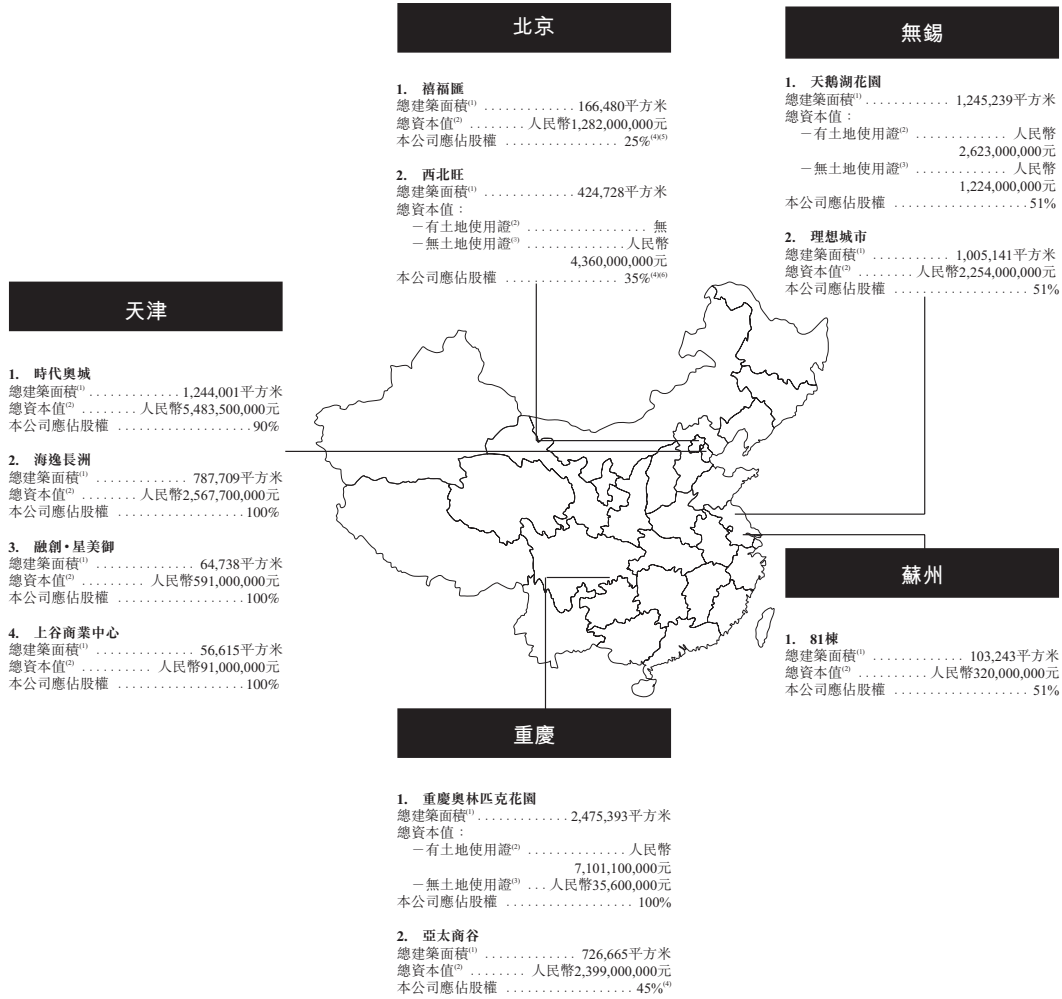 北京
1. 禧福匯
總建築面積⁽¹⁾ ............. 166,480平方米
總資本值⁽²⁾ ........ 人民幣1,282,000,000元
本公司應佔股權 ................ 25%⁽⁴⁾⁽⁵⁾
2. 西北旺
總建築面積⁽¹⁾ ............. 424,728平方米
總資本值：
－有土地使用證⁽²⁾ ................. 無
－無土地使用證⁽³⁾ .............. 人民幣
4,360,000,000元
本公司應佔股權 ............... 35%⁽⁴⁾⁽⁶⁾
無錫
1. 天鵝湖花園
總建築面積⁽¹⁾ ............ 1,245,239平方米
總資本值：
－有土地使用證⁽²⁾ ............. 人民幣
2,623,000,000元
－無土地使用證⁽³⁾ ............. 人民幣
1,224,000,000元
本公司應佔股權 ................... 51%
2. 理想城市
總建築面積⁽¹⁾ ............ 1,005,141平方米
總資本值⁽²⁾ ........ 人民幣2,254,000,000元
本公司應佔股權 ................... 51%
天津
1. 時代奧城
總建築面積⁽¹⁾ ............. 1,244,001平方米
總資本值⁽²⁾ ........ 人民幣5,483,500,000元
本公司應佔股權 ................... 90%
2. 海逸長洲
總建築面積⁽¹⁾ .............. 787,709平方米
總資本值⁽²⁾ ........ 人民幣2,567,700,000元
本公司應佔股權 .................. 100%
3. 融創•星美御
總建築面積⁽¹⁾ .............. 64,738平方米
總資本值⁽²⁾ ......... 人民幣591,000,000元
本公司應佔股權 .................. 100%
4. 上谷商業中心
總建築面積⁽¹⁾ .............. 56,615平方米
總資本值⁽²⁾ .......... 人民幣91,000,000元
本公司應佔股權 .................. 100%
蘇州
1. 81棟
總建築面積⁽¹⁾ ............. 103,243平方米
總資本值⁽²⁾ .......... 人民幣320,000,000元
本公司應佔股權 ................... 51%
重慶
1. 重慶奧林匹克花園
總建築面積⁽¹⁾ ............. 2,475,393平方米
總資本值：
－有土地使用證⁽²⁾ .............. 人民幣
7,101,100,000元
－無土地使用證⁽³⁾ ... 人民幣35,600,000元
本公司應佔股權 .................. 100%
2. 亞太商谷
總建築面積⁽¹⁾ ............. 726,665平方米
總資本值⁽²⁾ ........ 人民幣2,399,000,000元
本公司應佔股權 .................. 45%⁽⁴⁾